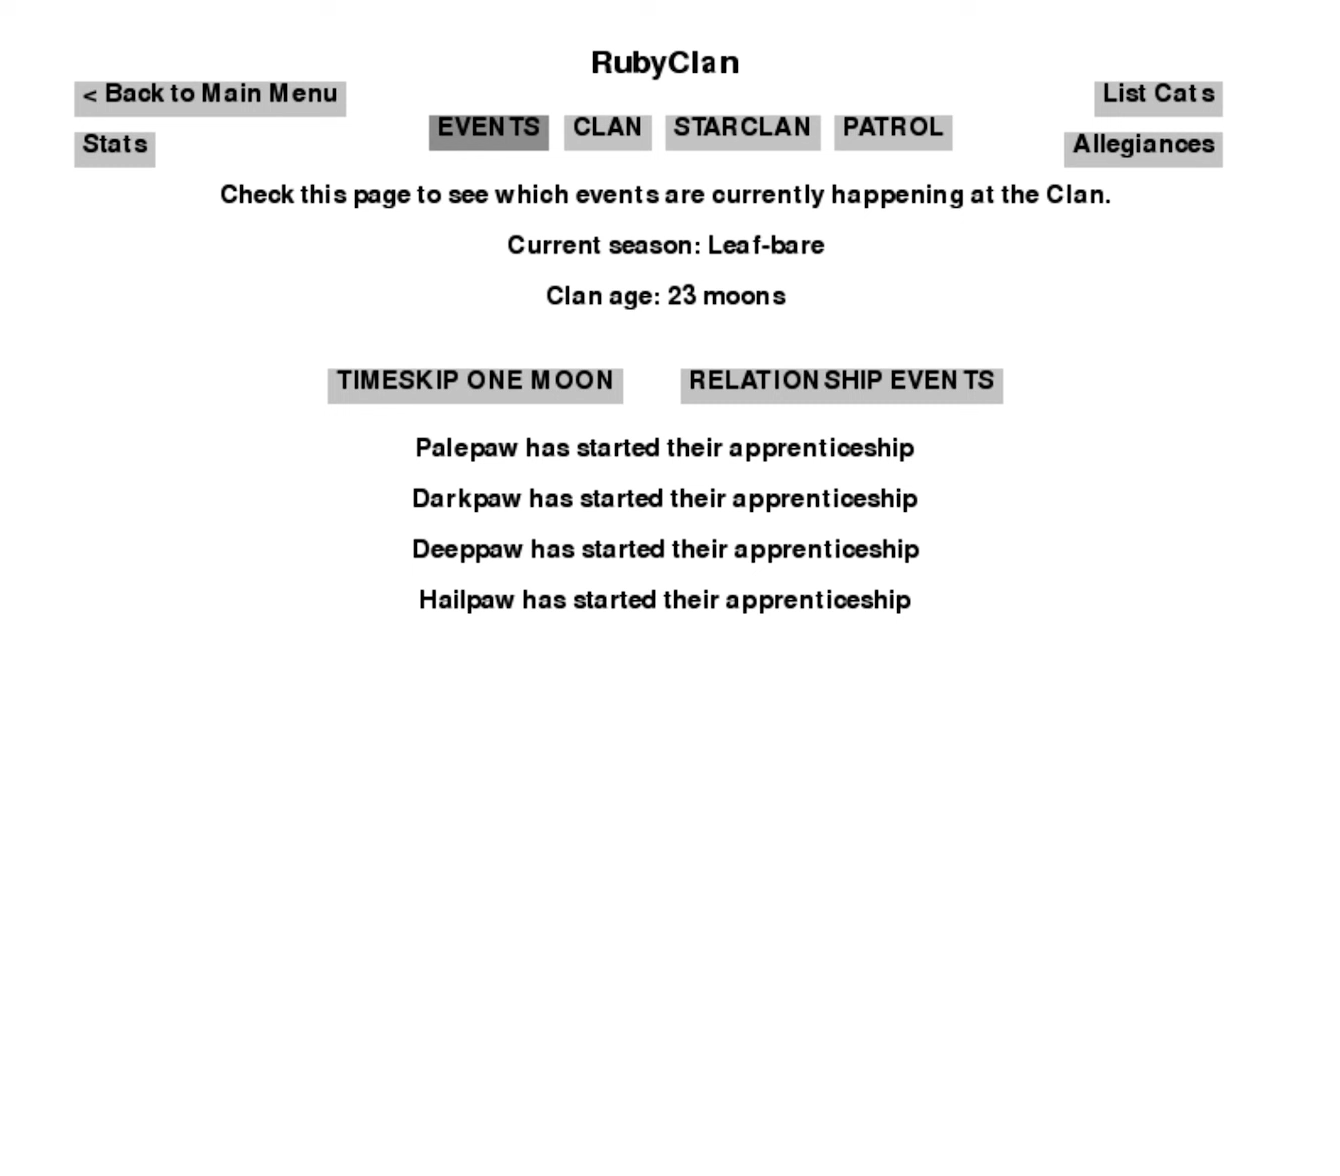 RubyClan
< Back to Main Menu
List Cats
EVENTS CLAN STARCLAN PATROL
Stats
Allegiances
Check this page to see which events are currently happening at the Clan.
Current season: Leaf-bare
Clan age: 23 moons
TIMESKIP ONE MOON RELATIONSHIP EVENTS
Palepaw has started their apprenticeship
Darkpaw has started their apprenticeship
Deeppaw has started their apprenticeship
Hailpaw has started their apprenticeship